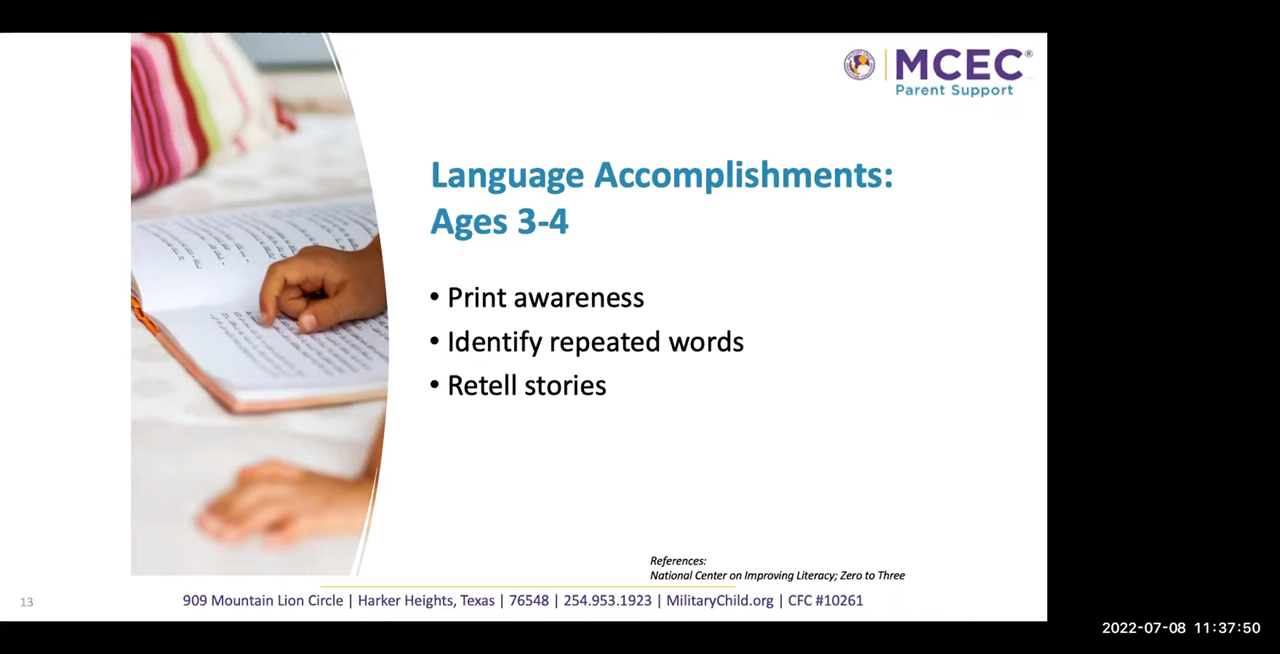 MCEC®
Parent Support
Language Accomplishments:
Ages 3-4
• Print awareness
• Identify repeated words
• Retell stories
References:
National Center on Improving Literacy; Zero to Three
13
909 Mountain Lion Circle | Harker Heights, Texas | 76548 | 254.953.1923 | MilitaryChild.org | CFC #10261
2022-07-08 11:37:50